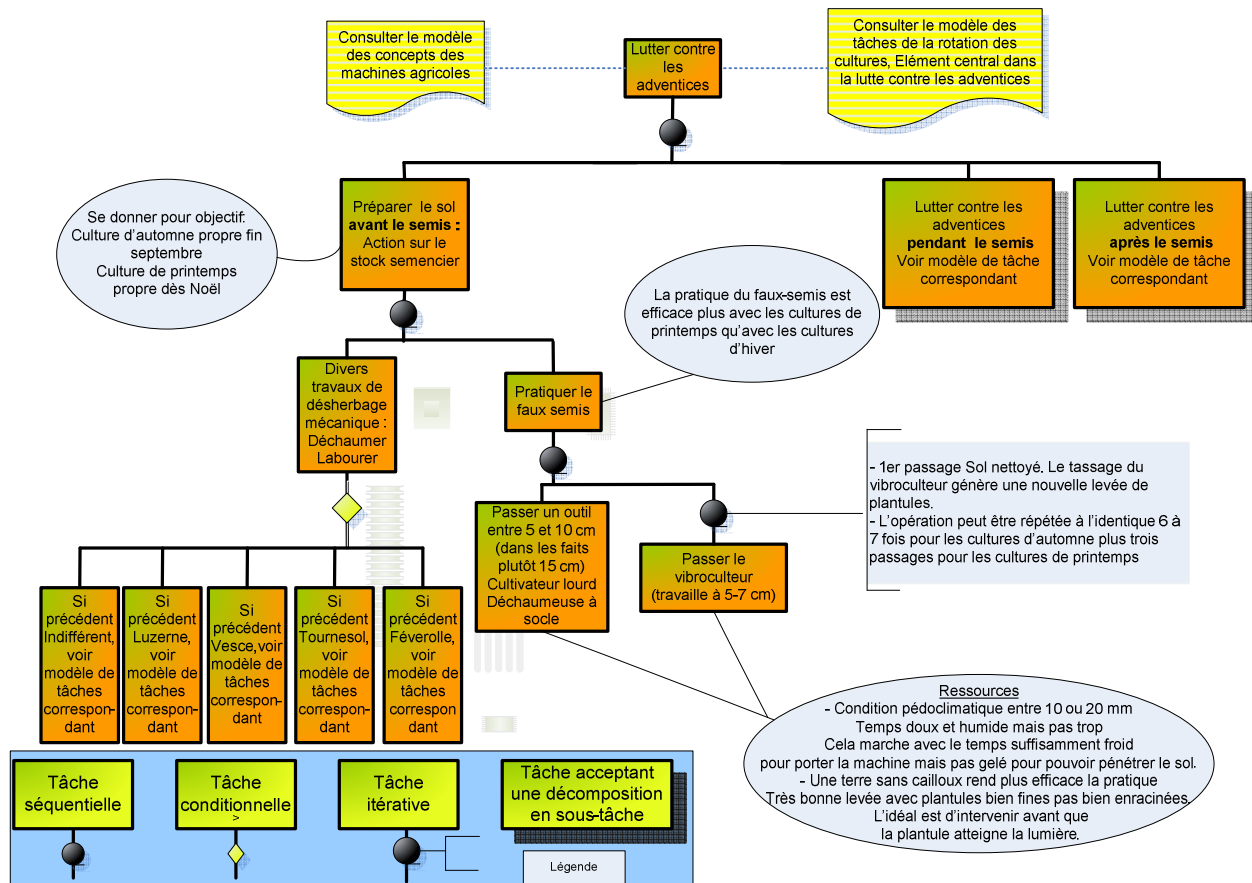 Consulter le modèle
des concepts des
machines agricoles
Lutter contre
les
adventices
Consulter le modèle des
tâches de la rotation des
cultures, Elément central dans
la lutte contre les adventices
Se donner pour objectif:
Culture d'automne propre fin
septembre
Culture de printemps
propre dès Noël
Préparer le sol
avant le semis :
Action sur le
stock semencier
Lutter contre les
adventices
pendant le semis
Voir modèle de tâche
correspondant
Lutter contre les
adventices
après le semis
Voir modèle de tâche
correspondant
La pratique du faux-semis est
efficace plus avec les cultures de
printemps qu'avec les cultures
d'hiver
Divers
travaux de
désherbage
mécanique :
Déchaumer
Labourer
Pratiquer le
faux semis
- 1er passage Sol nettoyé. Le tassage du
vibroculteur génère une nouvelle levée de
plantules.
- L'opération peut être répétée à l'identique 6 à
7 fois pour les cultures d'automne plus trois
passages pour les cultures de printemps
Passer un outil
entre 5 et 10 cm
(dans les faits
plutôt 15 cm)
Cultivateur lourd
Déchaumeuse à
socle
Passer le
vibroculteur
(travaille à 5-7 cm)
Si
précédent
Indifférent,
voir
modèle de
tâches
correspon-
dant
Si
précédent
Luzerne,
voir
modèle de
tâches
correspon-
dant
Si
précédent
Vesce,voir
modèle de
tâches
correspon-
dant
Si
précédent
Tournesol,
voir
modèle de
tâches
correspon-
dant
Si
précédent
Féverolle,
voir
modèle de
tâches
correspon-
dant
Ressources
- Condition pédoclimatique entre 10 ou 20 mm
Temps doux et humide mais pas trop
Cela marche avec le temps suffisamment froid
pour porter la machine mais pas gelé pour pouvoir pénétrer le sol.
- Une terre sans cailloux rend plus efficace la pratique
Très bonne levée avec plantules bien fines pas bien enracinées.
L'idéal est d'intervenir avant que
la plantule atteigne la lumière.
Tâche
séquentielle
Tâche
conditionnelle
>
Tâche
itérative
Tâche acceptant
une décomposition
en sous-tâche
Légende